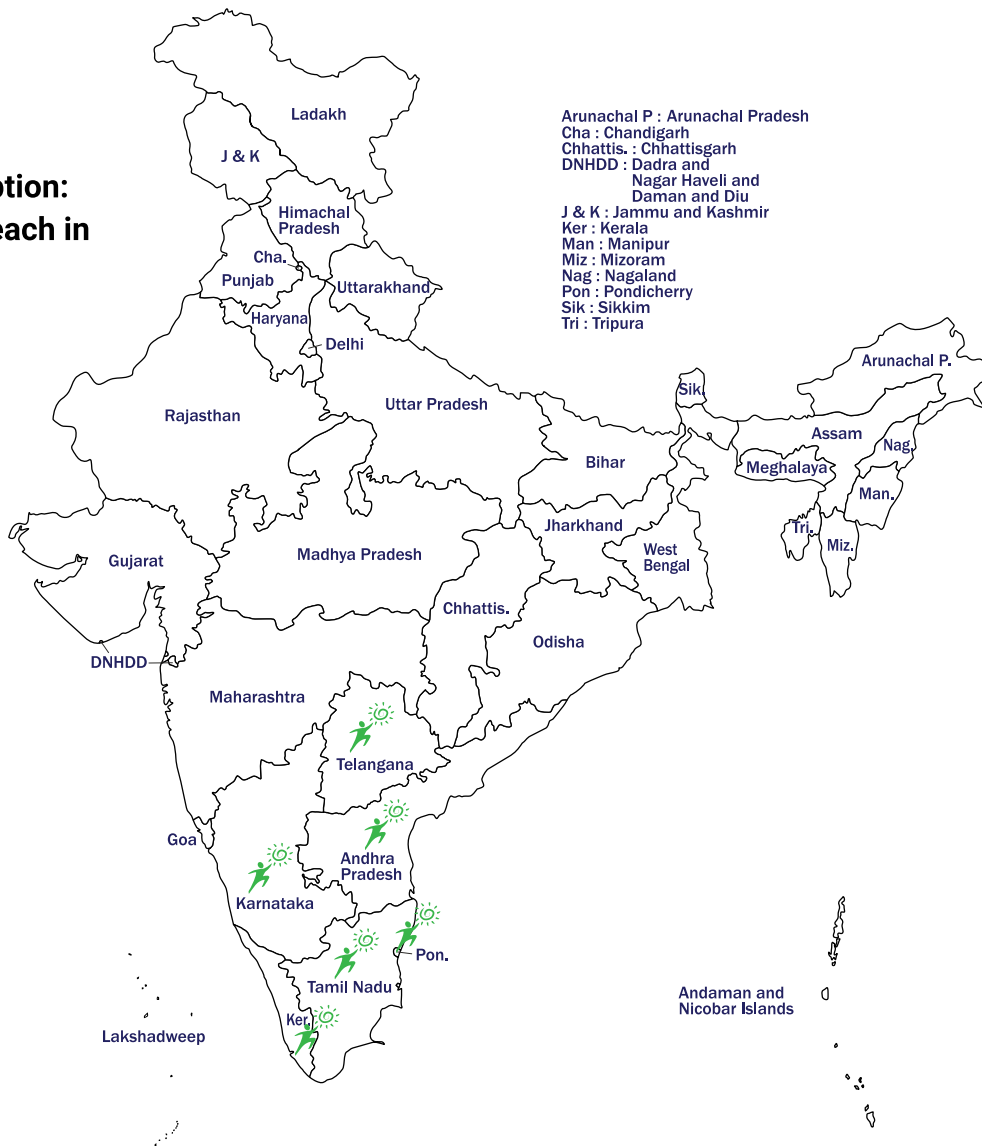 ption:
each in
Ladakh
J & K
Himachal
Pradesh
Cha.
Punjab
Uttarakhand
Haryana
Delhi
Arunachal P : Arunachal Pradesh
Cha : Chandigarh
Chhattis. : Chhattisgarh
DNHDD : Dadra and
Nagar Haveli and
Daman and Diu
J & K : Jammu and Kashmir
Ker : Kerala
Man : Manipur
Miz : Mizoram
Nag : Nagaland
Pon : Pondicherry
Sik : Sikkim
Tri : Tripura
Arunachal P.
Sik.
Rajasthan
Uttar Pradesh
Assam
Nag.
Bihar
Meghalaya
Man.
Jharkhand
Tri.
Miz.
Gujarat
Madhya Pradesh
West
Bengal
Chhattis.
Odisha
DNHDD
Maharashtra
Telangana
Goa
Andhra
Pradesh
Karnataka
Pon.
Tamil Nadu
Ker.
Lakshadweep
Andaman and
Nicobar Islands